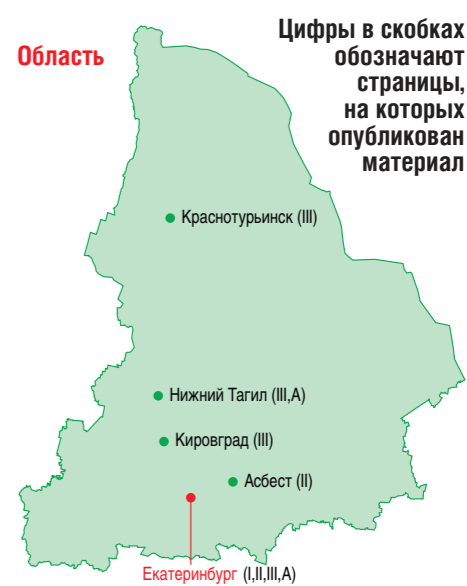 Область
Цифры в скобках
обозначают
страницы,
на которых
опубликован
материал
Краснотурьинск (III)
Нижний Тагил (III,А)
Кировград (III)
Асбест (II)
Екатеринбург (I,II,III,А)